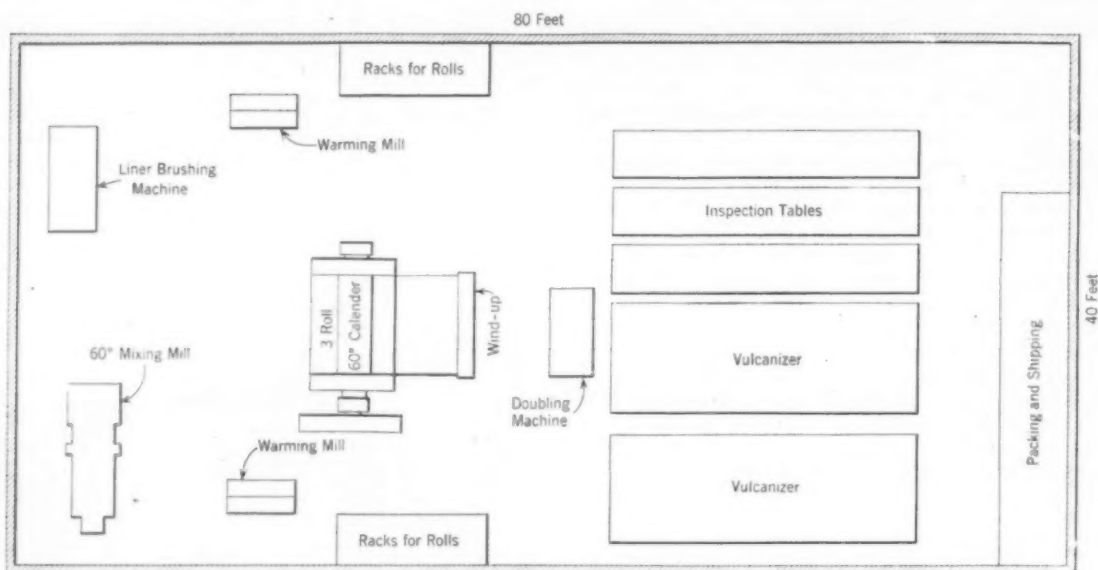 80 Feet
Racks for Rolls
Warming Mill
Liner Brushing
Machine
Inspection Tables
3 Roll
60" Calender
Wind-up
40 Feet
60" Mixing Mill
Vulcanizer
Packing and Shipping
Doubling
Machine
Warming Mill
Vulcanizer
Racks for Rolls